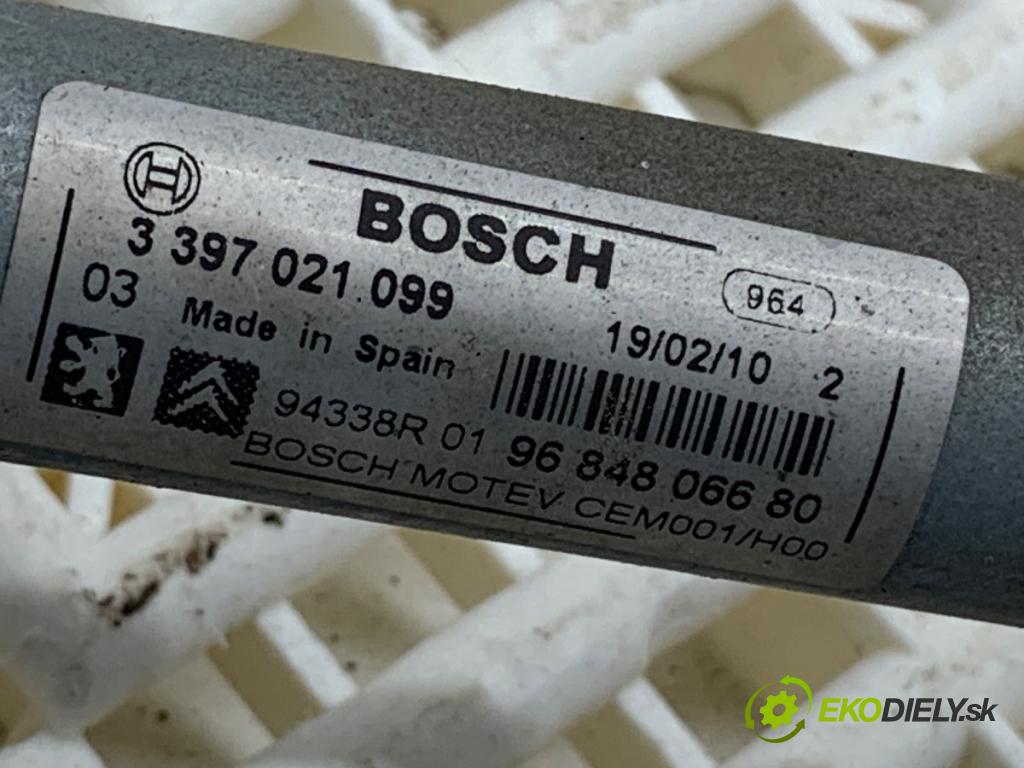 BOSCH
3 397 021 099
964
03 Made in Spain
19/02/10 2
94338R 01 96 848 066 80
BOSCH MOTEV CEM001/H00
EKODIELY.sk